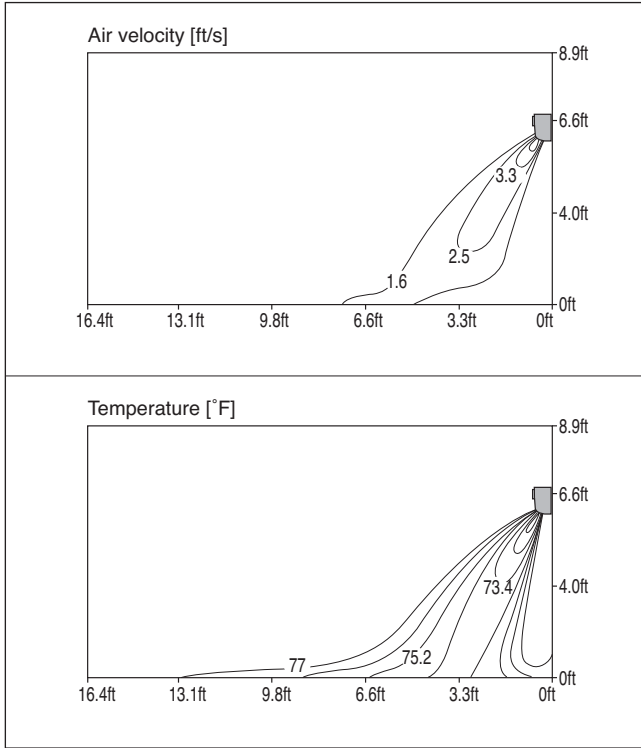 Air velocity [ft/s]
8.9ft
6.6ft
3.3
4.0ft
2.5
1.6
0ft
16.4ft 13.1ft 9.8ft 6.6ft 3.3ft 0ft
Temperature [˚F]
8.9ft
6.6ft
73.4
4.0ft
75.2
77
0ft
16.4ft 13.1ft 9.8ft 6.6ft 3.3ft 0ft